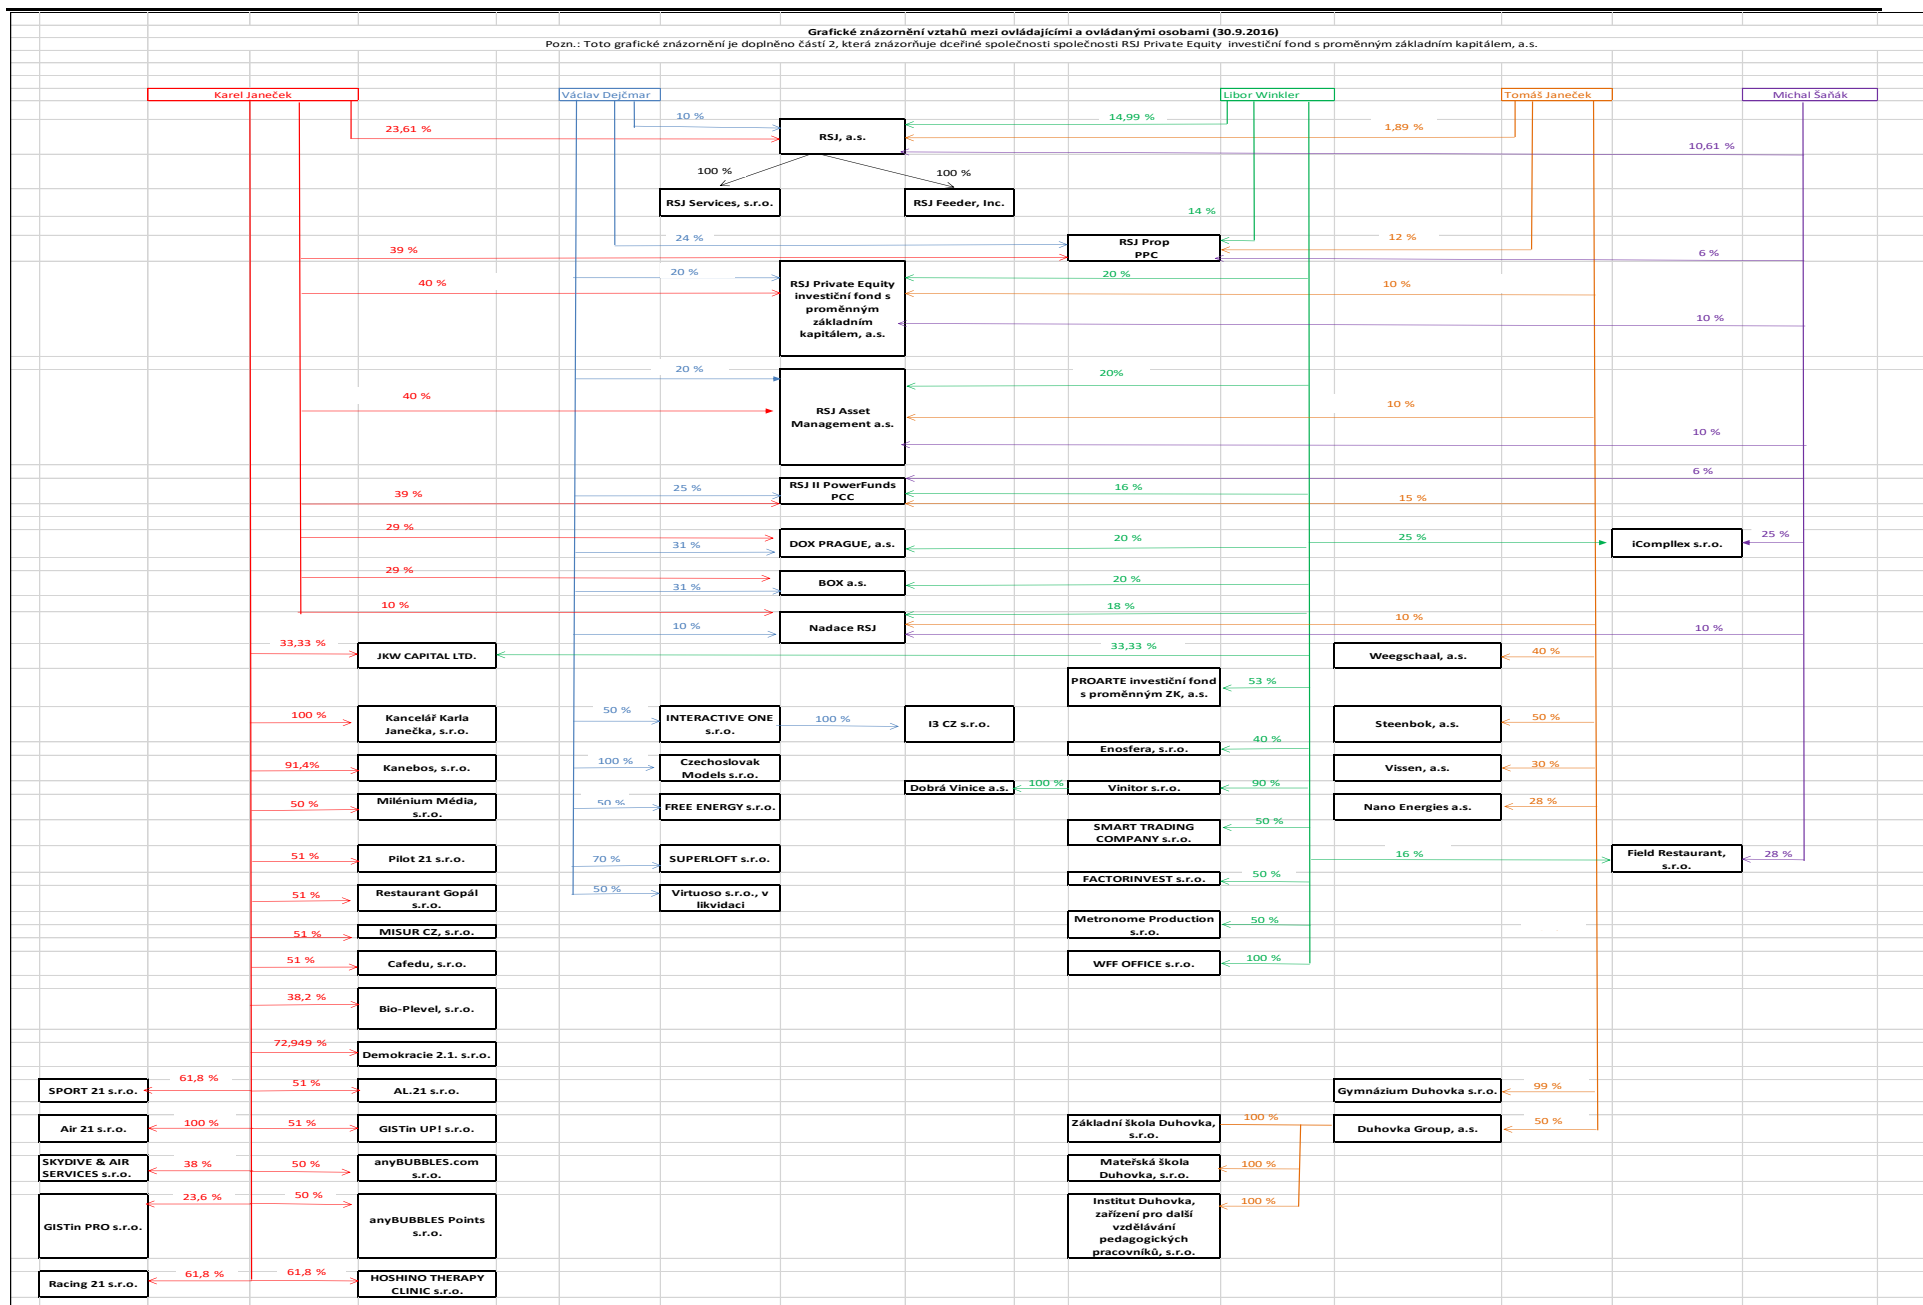 Grafické znázornění vztahů mezi ovládajícími a ovládanými osobami (30.9.2016)
Pozn.: Toto grafické znázornění je doplněno částí 2, která znázorňuje dceřiné společnosti společnosti RSJ Private Equity investiční fond s proměnným základním kapitálem, a.s.
Karel Janeček
Václav Dejčmar
Libor Winkler
Tomáš Janeček
Michal Šaňák
10 %
14,99 %
23,61 %
1,89 %
RSJ, a.s.
10,61 %
100 %
100 %
RSJ Services, s.r.o.
RSJ Feeder, Inc.
14 %
24 %
12 %
RSJ Prop
PPC
39 %
6 %
20 %
20 %
40 %
10 %
RSJ Private Equity
investiční fond s
proměnným
základním
kapitálem, a.s.
10 %
20 %
20%
40 %
10 %
RSJ Asset
Management a.s.
10 %
6 %
RSJ II PowerFunds
PCC
39 %
25 %
16 %
15 %
29 %
31 %
DOX PRAGUE, a.s.
20 %
25 %
iCompllex s.r.o.
25 %
29 %
31 %
BOX a.s.
20 %
10 %
18 %
10 %
Nadace RSJ
10 %
10 %
33,33 %
JKW CAPITAL LTD.
33,33 %
Weegschaal, a.s.
40 %
PROARTE investiční fond
s proměnným ZK, a.s.
53 %
100 %
Kancelář Karla
Janečka, s.r.o.
50 %
INTERACTIVE ONE
s.r.o.
100 %
I3 CZ s.r.o.
Steenbok, a.s.
50 %
Enosfera, s.r.o.
40 %
91,4%
Kanebos, s.r.o.
100 %
Czechoslovak
Models s.r.o.
Vissen, a.s.
30 %
Dobrá Vinice a.s.
100 %
Vinitor s.r.o.
90 %
50 %
Milénium Média,
s.r.o.
50 %
FREE ENERGY s.r.o.
Nano Energies a.s.
28 %
SMART TRADING
COMPANY s.r.o.
50 %
51 %
Pilot 21 s.r.o.
70 %
SUPERLOFT s.r.o.
16 %
Field Restaurant,
s.r.o.
28 %
FACTORINVEST s.r.o.
50 %
51 %
Restaurant Gopál
s.r.o.
50 %
Virtuoso s.r.o., v
likvidaci
Metronome Production
s.r.o.
50 %
51 %
MISUR CZ, s.r.o.
51 %
Cafedu, s.r.o.
WFF OFFICE s.r.o.
100 %
38,2 %
Bio-Plevel, s.r.o.
72,949 %
Demokracie 2.1. s.r.o.
SPORT 21 s.r.o.
61,8 %
51 %
AL.21 s.r.o.
Gymnázium Duhovka s.r.o.
99 %
Air 21 s.r.o.
100 %
51 %
GISTin UP! s.r.o.
Základní škola Duhovka,
s.r.o.
100 %
Duhovka Group, a.s.
50 %
SKYDIVE & AIR
SERVICES s.r.o.
38 %
50 %
anyBUBBLES.com
s.r.o.
Mateřská škola
Duhovka, s.r.o.
100 %
GISTin PRO s.r.o.
23,6 %
50 %
anyBUBBLES Points
s.r.o.
Institut Duhovka,
zařízení pro další
vzdělávání
pedagogických
pracovníků, s.r.o.
100 %
Racing 21 s.r.o.
61,8 %
61,8 %
HOSHINO THERAPY
CLINIC s.r.o.